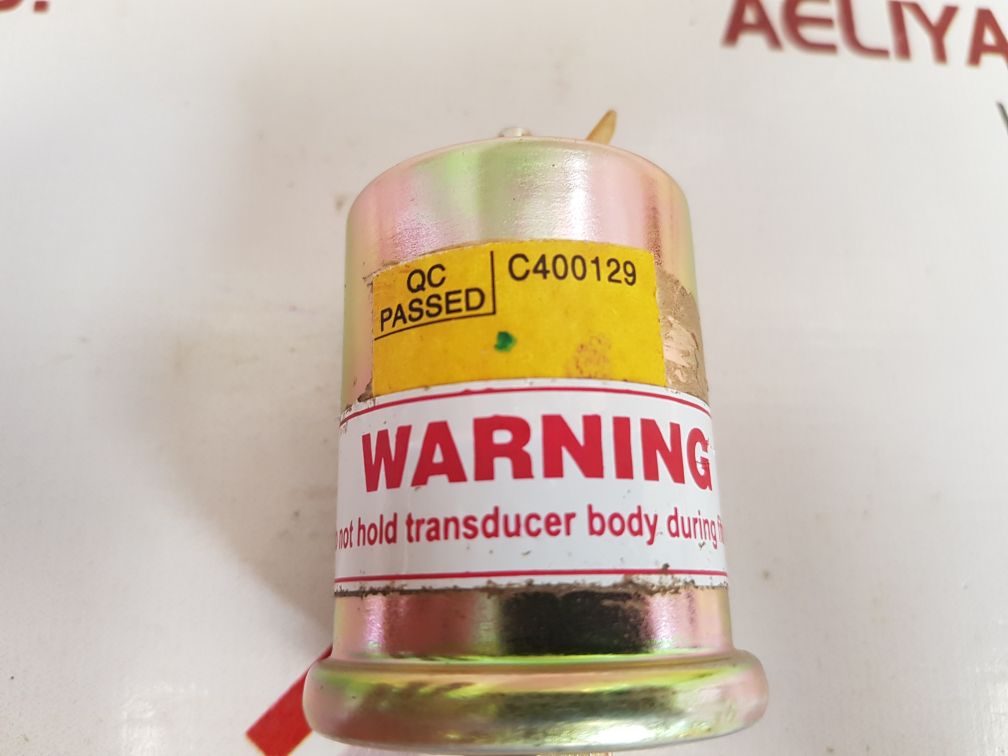 AELIYA
QC
PASSED
C400129
WARNING
not hold transducer body during